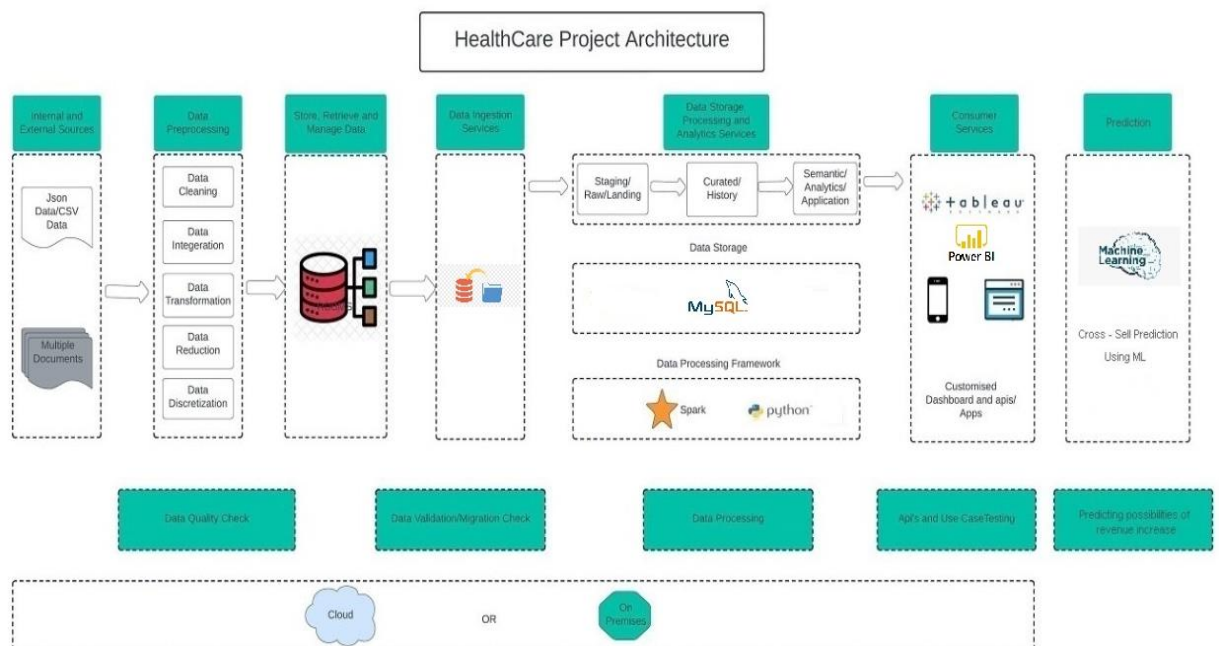 HealthCare Project Architecture
Internal and
External Sources
Data
Preprocessing
Store, Retrieve and
Manage Data
Data Ingestion
Services
Data Storage,
Processing and
Analytics Services
Consumer
Services
Prediction
Json
Data/CSV
Data
Multiple
Documents
Data
Cleaning
Data
Integeration
Data
Transformation
Data
Reduction
Data
Discretization
Staging/
Raw/Landing
Curated/
History
Semantic/
Analytics/
Application
Data Storage
MySQL
Data Processing Framework
Spark
python
tableau
SOFTWARE
Power BI
Customised
Dashboard and apis/
Apps
Machine
Learning
Cross - Sell Prediction
Using ML
Data Quality Check
Data Validation/Migration Check
Data Processing
Api's and Use CaseTesting
Predicting possibilities of
revenue increase
Cloud
OR
On
Premises